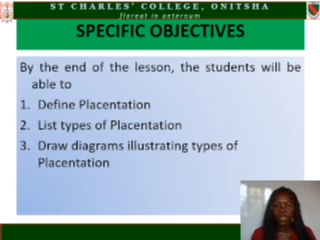 ST CHARLES' COLLEGE, ONITSHA
floreat in aeternum
SPECIFIC OBJECTIVES
By the end of the lesson, the students will be
able to
1. Define Placentation
2. List types of Placentation
3. Draw diagrams illustrating types of
Placentation